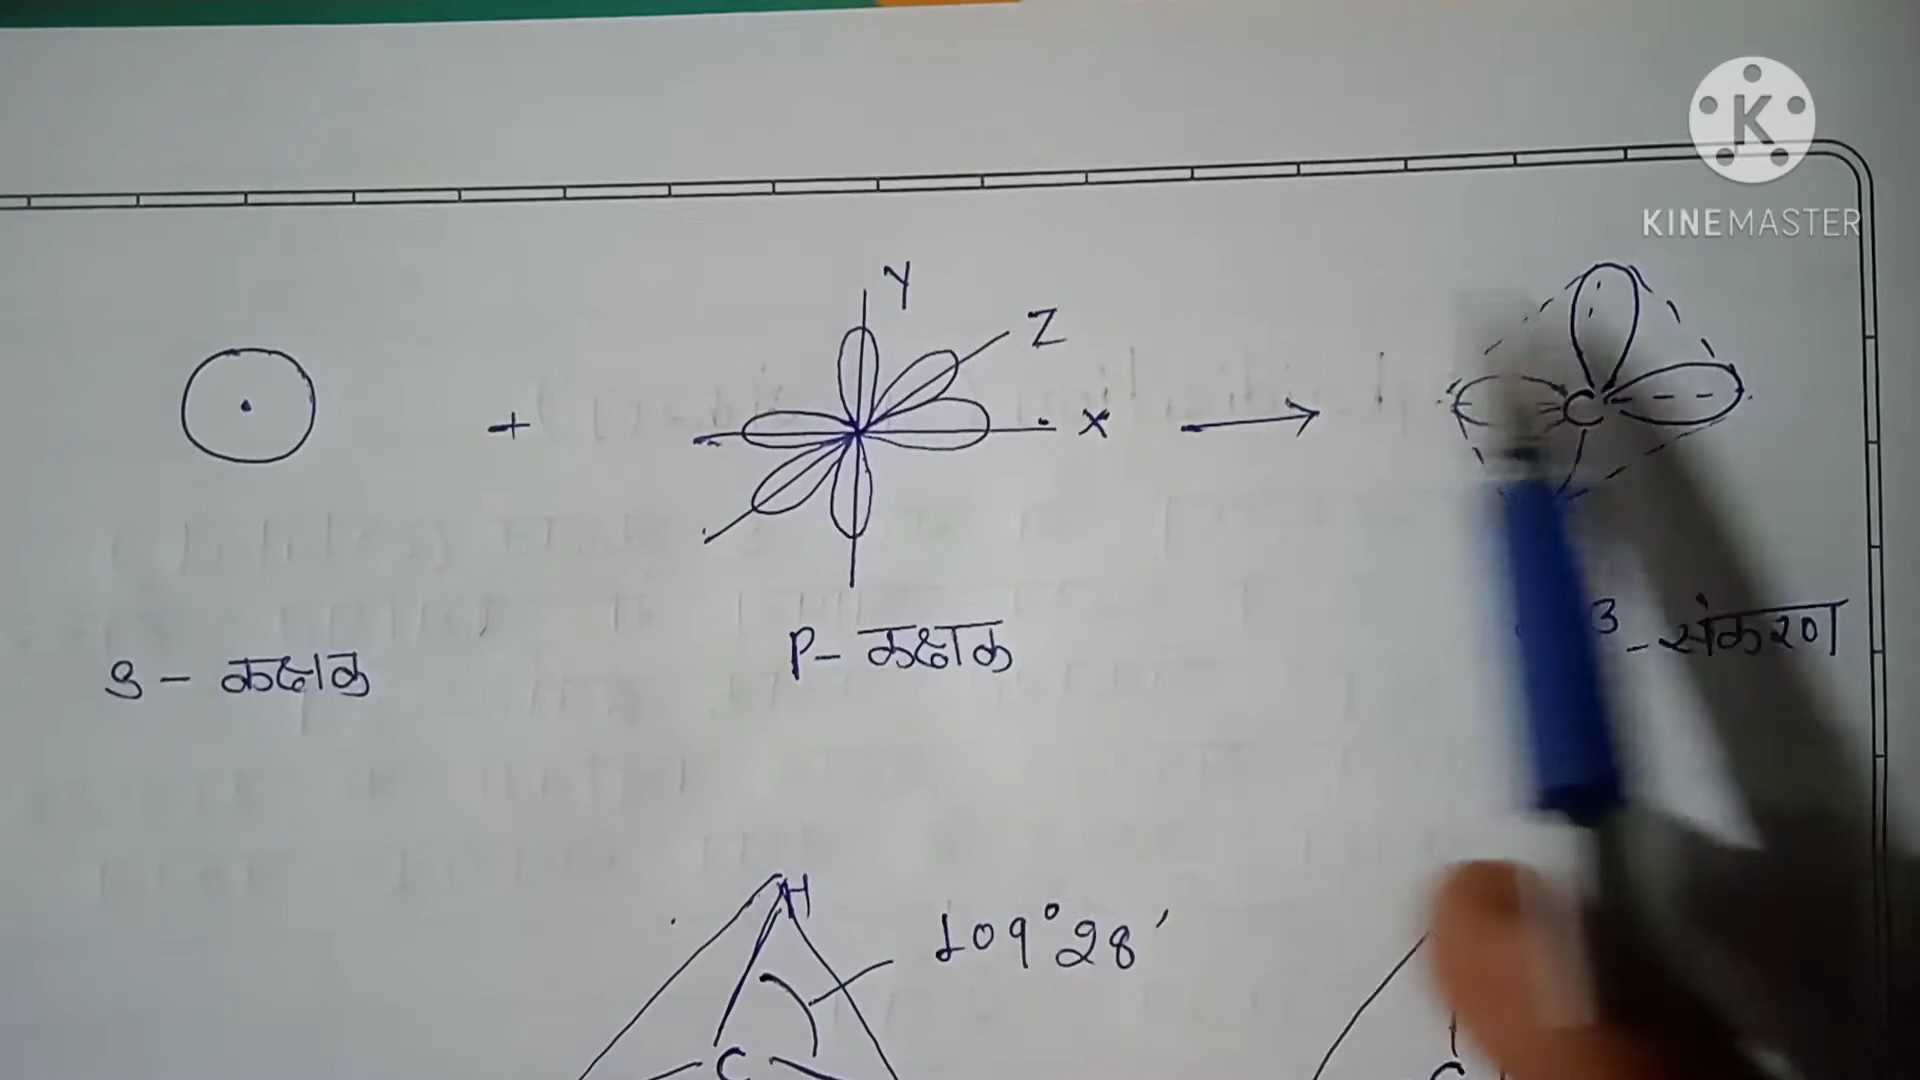 K
KINEMASTER
Y
Z
+ X → C
s - कक्षक
P- कक्षक
3 - संकरण
H
109°28'
C
C